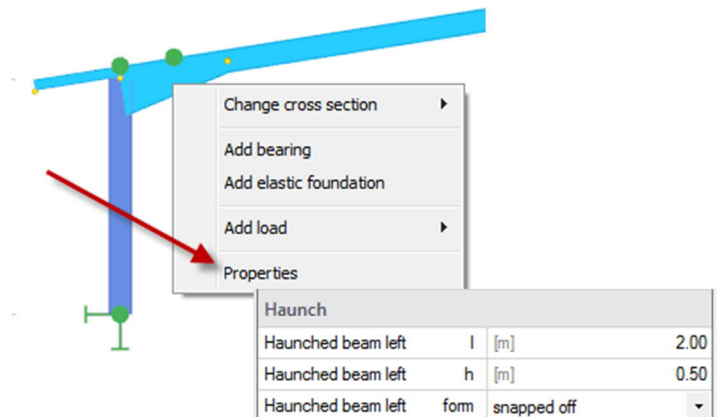 Change cross section
Add bearing
Add elastic foundation
Add load
Properties
Haunch
Haunched beam left l [m] 2.00
Haunched beam left h [m] 0.50
Haunched beam left form snapped off